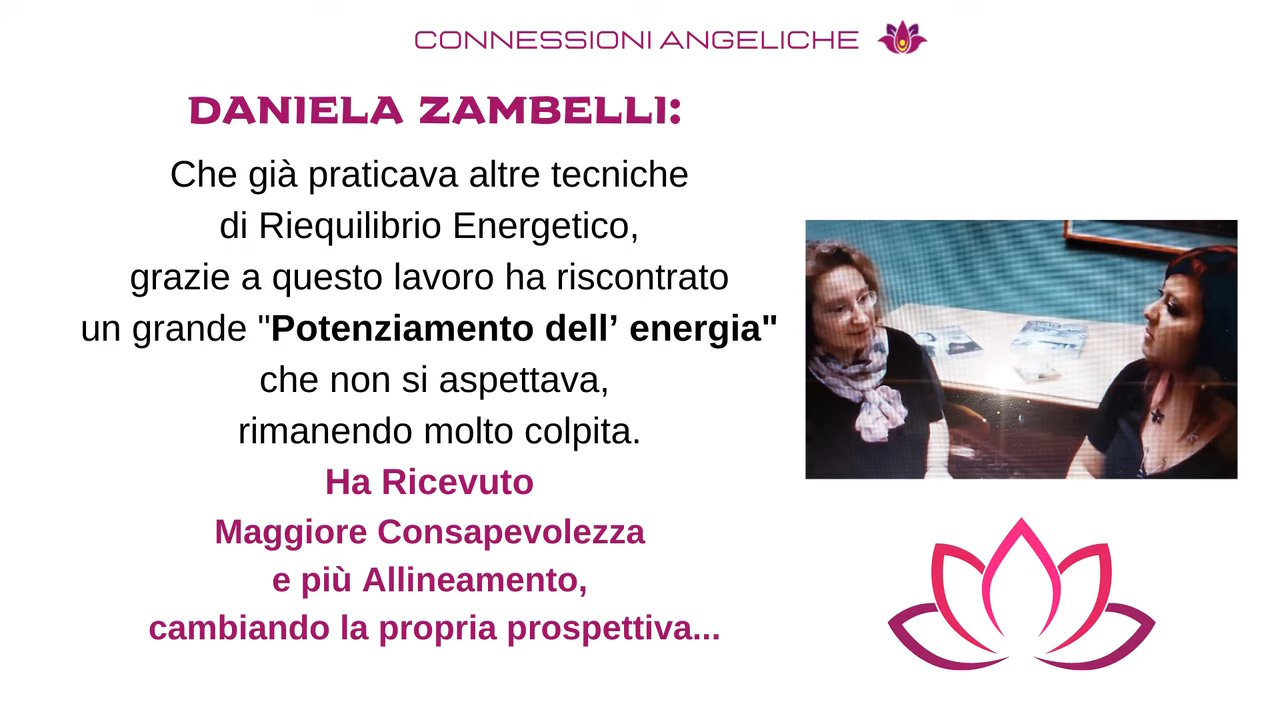 CONNESSIONI ANGELICHE
DANIELA ZAMBELLI:
Che già praticava altre tecniche
di Riequilibrio Energetico,
grazie a questo lavoro ha riscontrato
un grande "Potenziamento dell’ energia"
che non si aspettava,
rimanendo molto colpita.
Ha Ricevuto
Maggiore Consapevolezza
e più Allineamento,
cambiando la propria prospettiva...